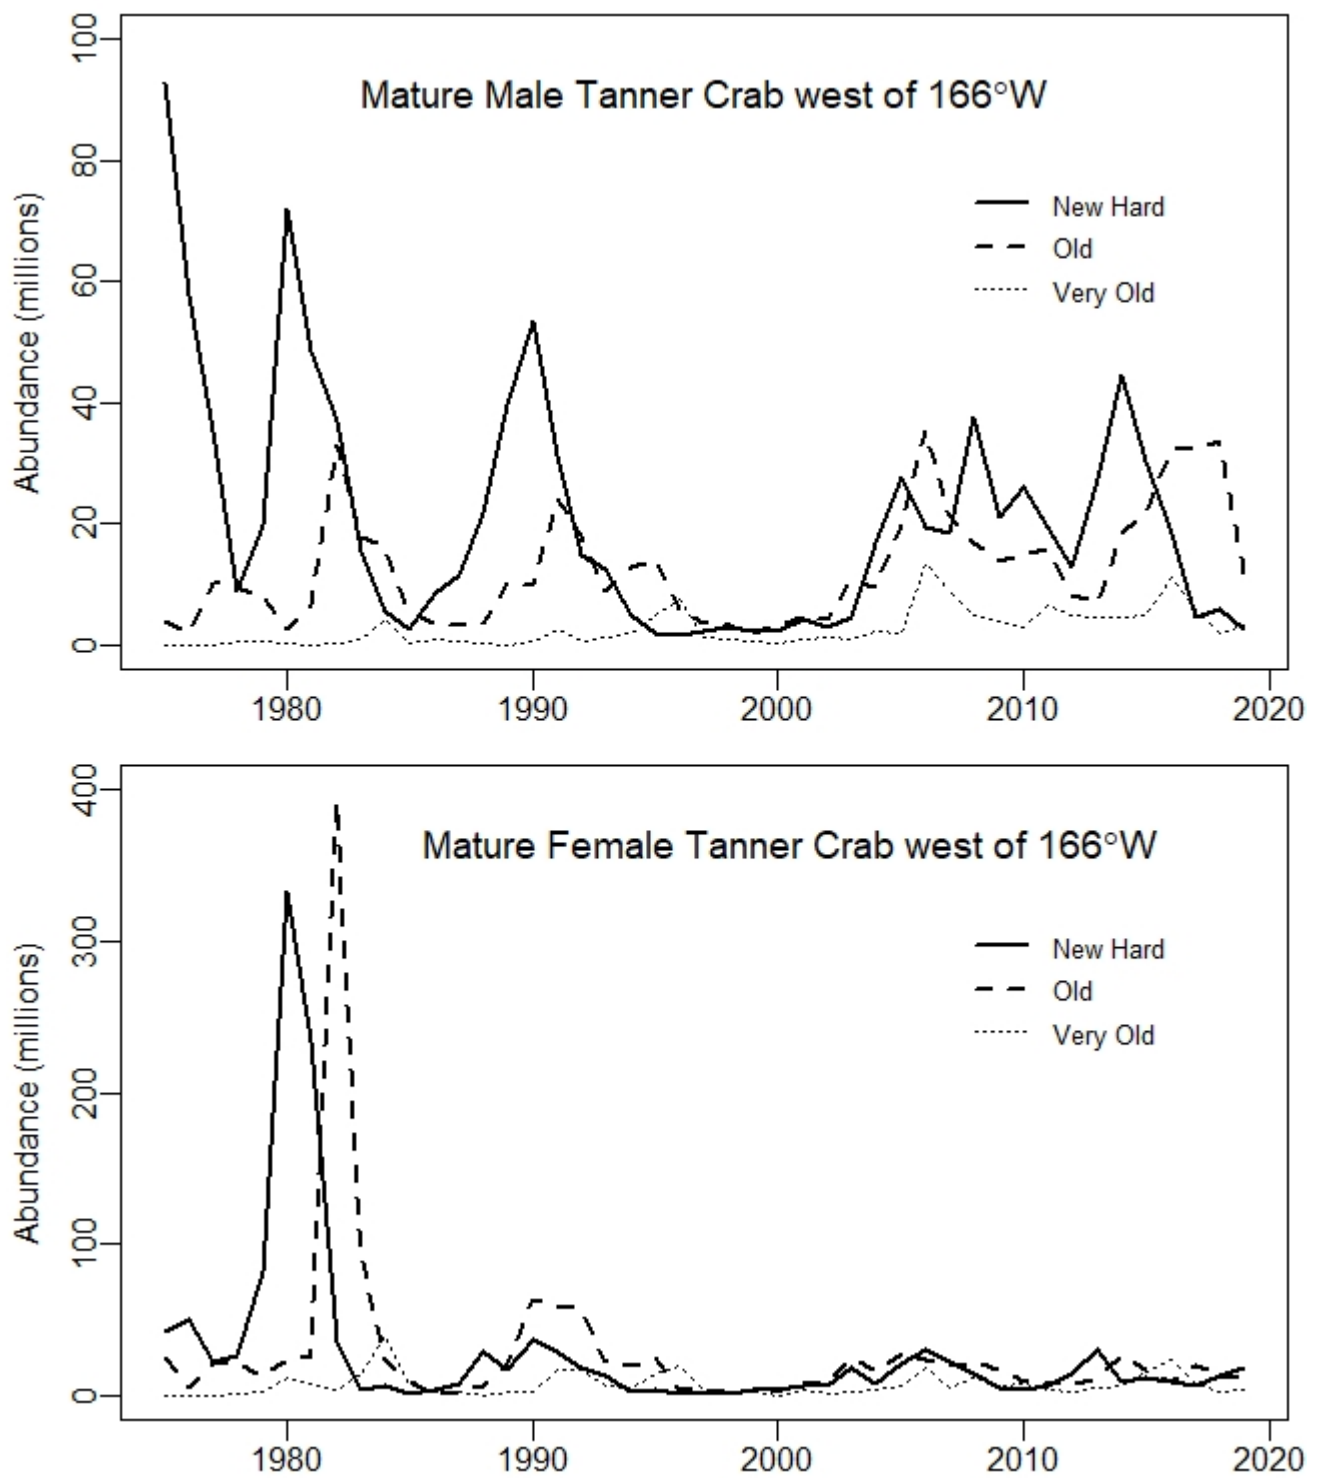 Mature Male Tanner Crab west of 166°W
Abundance (millions)
100
80
60
40
20
0
New Hard
Old
Very Old
1980 1990 2000 2010 2020
Mature Female Tanner Crab west of 166°W
Abundance (millions)
400
300
200
100
0
New Hard
Old
Very Old
1980 1990 2000 2010 2020